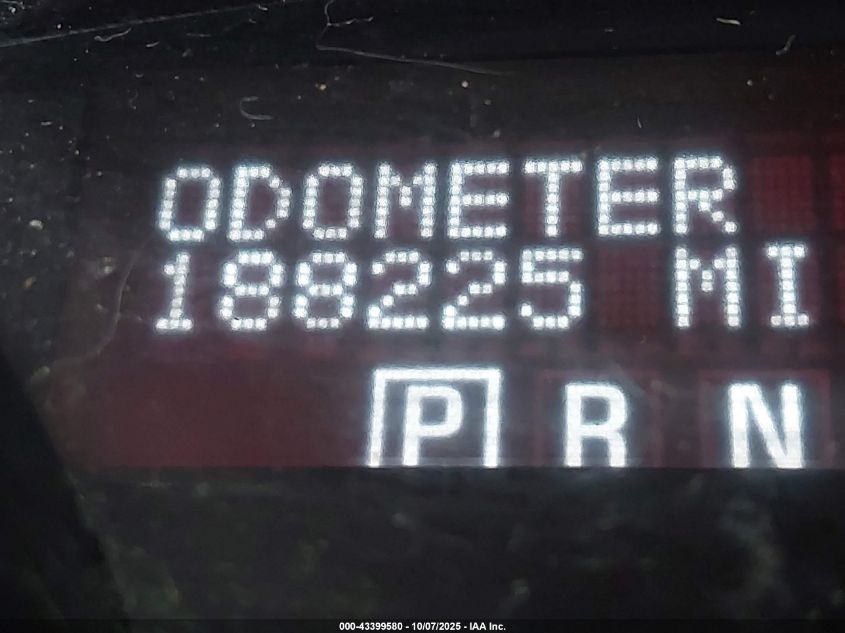 ODOMETER
188225 MI
P R N
000-43399580 - 10/07/2025 - IAA Inc.